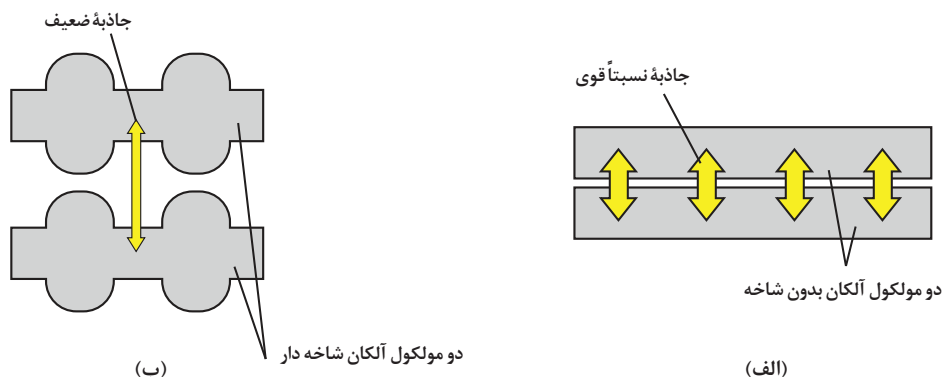 جاذبهٔ نسبتاً قوی
دو مولکول آلکان بدون شاخه
(الف)
جاذبهٔ ضعیف
دو مولکول آلکان شاخه دار
(ب)